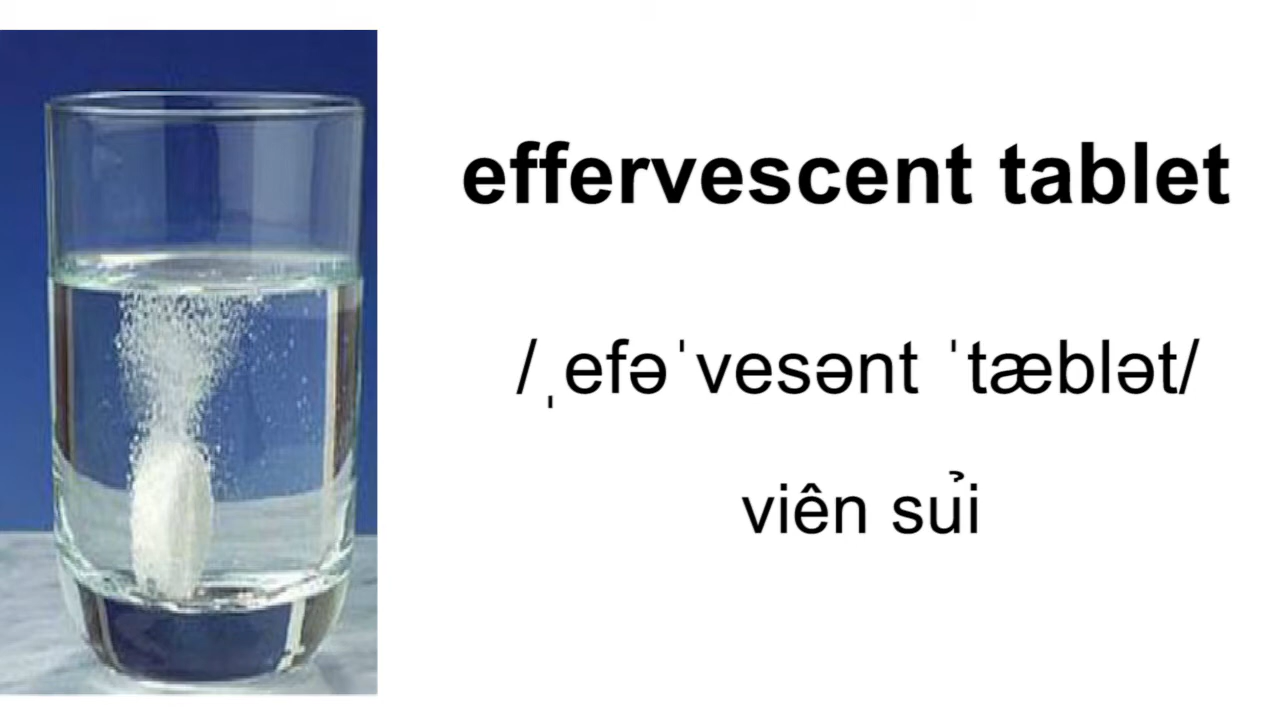 effervescent tablet
/ˌefəˈvesənt ˈtæblət/
viên sủi